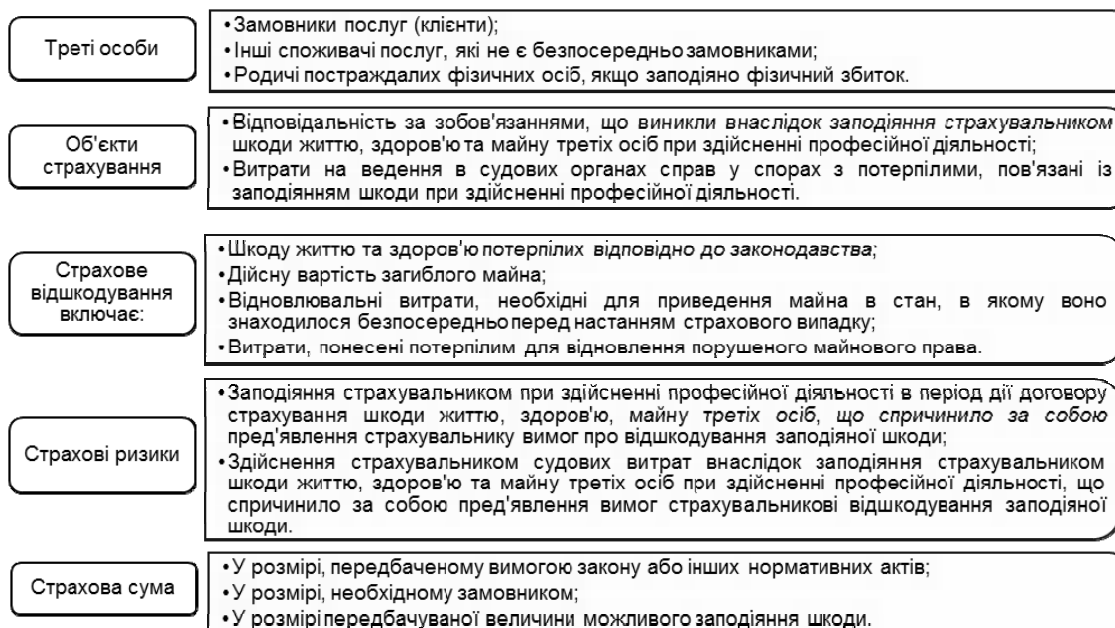 Треті особи
•Замовники послуг (клієнти);
•Інші споживачі послуг, які не є безпосередньо замовниками;
•Родичі постраждалих фізичних осіб, якщо заподіяно фізичний збиток.
Об'єкти
страхування
•Відповідальність за зобов'язаннями, що виникли внаслідок заподіяння страхувальником
шкоди життю, здоров'ю та майну третіх осіб при здійсненні професійної діяльності;
•Витрати на ведення в судових органах справ у спорах з потерпілими, пов'язані із
заподіянням шкоди при здійсненні професійної діяльності.
Страхове
відшкодування
включає:
•Шкоду життю та здоров'ю потерпілих відповідно до законодавства;
•Дійсну вартість загиблого майна;
•Відновлювальні витрати, необхідні для приведення майна в стан, в якому воно
знаходилося безпосередньо перед настанням страхового випадку;
•Витрати, понесені потерпілим для відновлення порушеного майнового права.
Страхові ризики
•Заподіяння страхувальником при здійсненні професійної діяльності в період дії договору
страхування шкоди життю, здоров'ю, майну третіх осіб, що спричинило за собою
пред'явлення страхувальнику вимог про відшкодування заподіяної шкоди;
•Здійснення страхувальником судових витрат внаслідок заподіяння страхувальником
шкоди життю, здоров'ю та майну третіх осіб при здійсненні професійної діяльності, що
спричинило за собою пред'явлення вимог страхувальникові відшкодування заподіяної
шкоди.
Страхова сума
•У розмірі, передбаченому вимогою закону або інших нормативних актів;
•У розмірі, необхідному замовником;
•У розмірі передбачуваної величини можливого заподіяння шкоди.